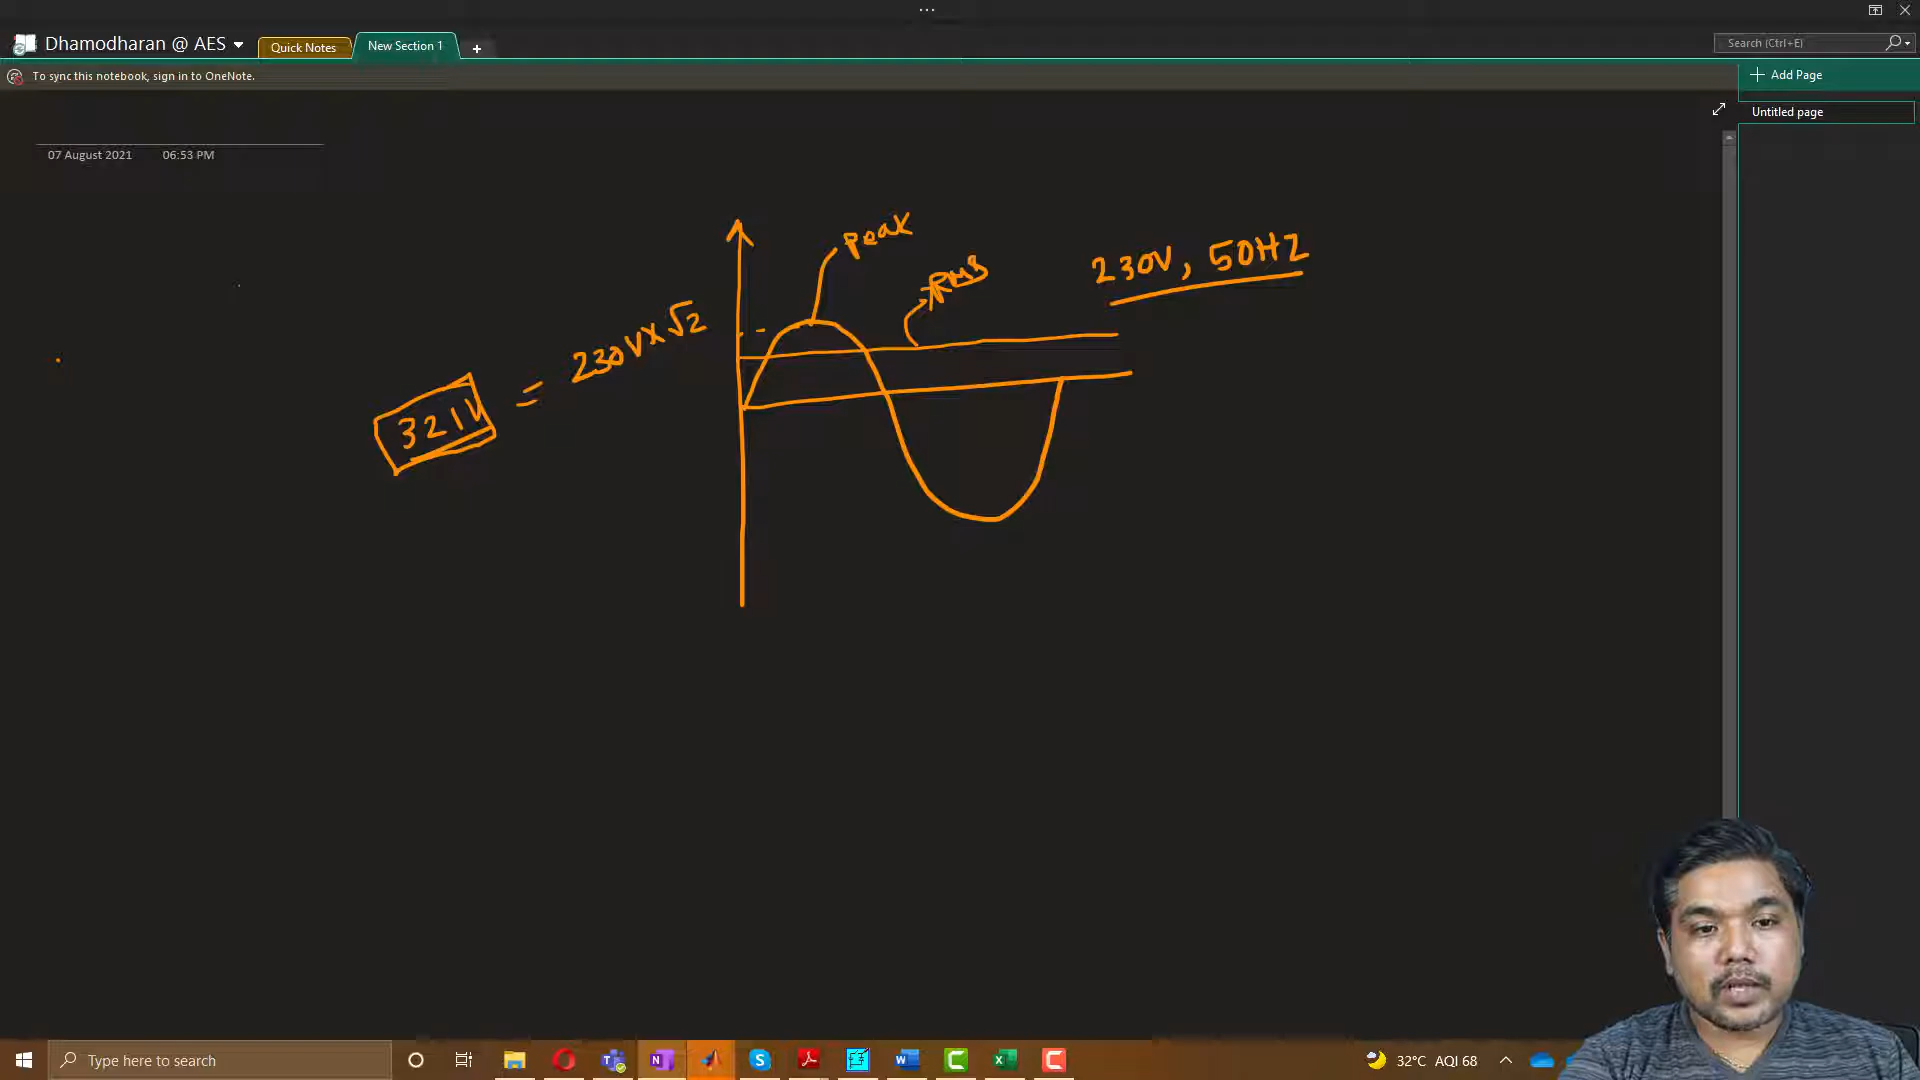 Dhamodharan @ AES
Quick Notes
New Section 1
Search (Ctrl+E)
To sync this notebook, sign in to OneNote.
Add Page
Untitled page
07 August 2021 06:53 PM
Peak
RMS
230V, 50HZ
321V = 230V x √2
Type here to search
32°C AQI 68